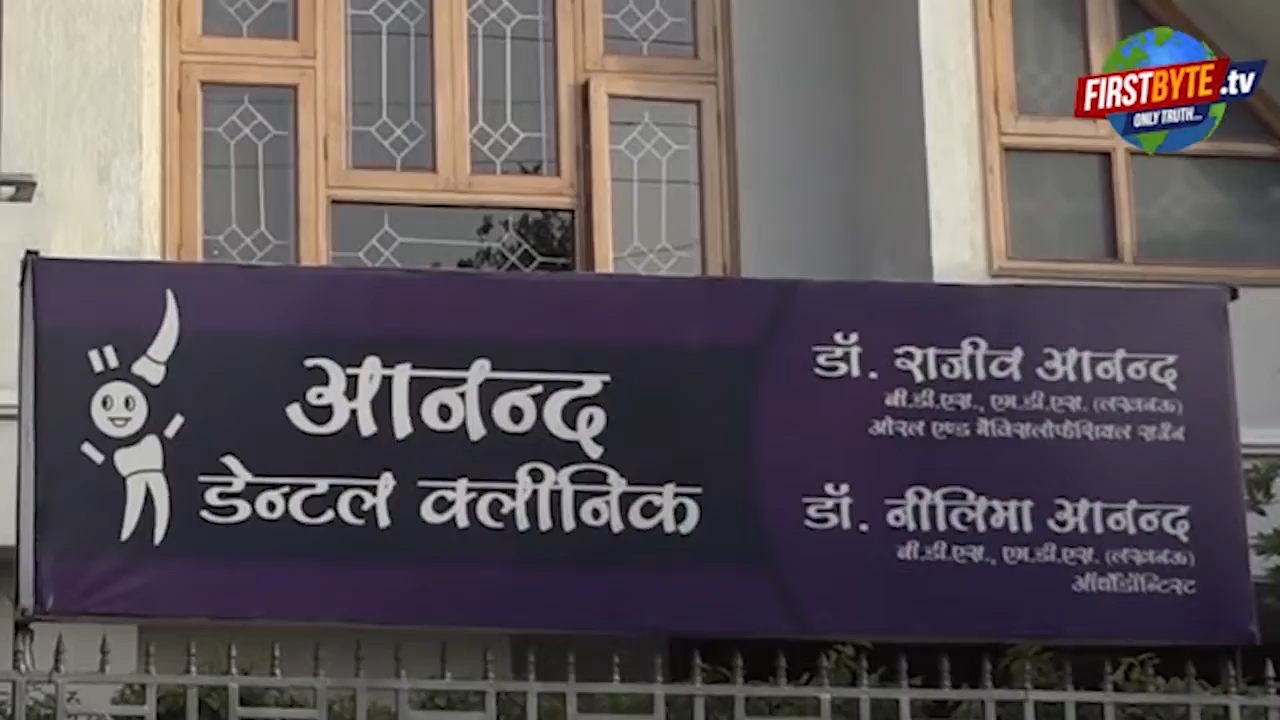 FIRSTBYTE.tv
ONLY TRUTH...
आनन्द
डेन्टल क्लीनिक
डॉ. राजीव आनन्द
बी.डी.एस., एम.डी.एस. (लखनऊ)
ओरल एण्ड मैक्सिलोफेशियल सर्जन
डॉ. नीलिमा आनन्द
बी.डी.एस., एम.डी.एस. (लखनऊ)
ऑर्थोडॉन्टिस्ट